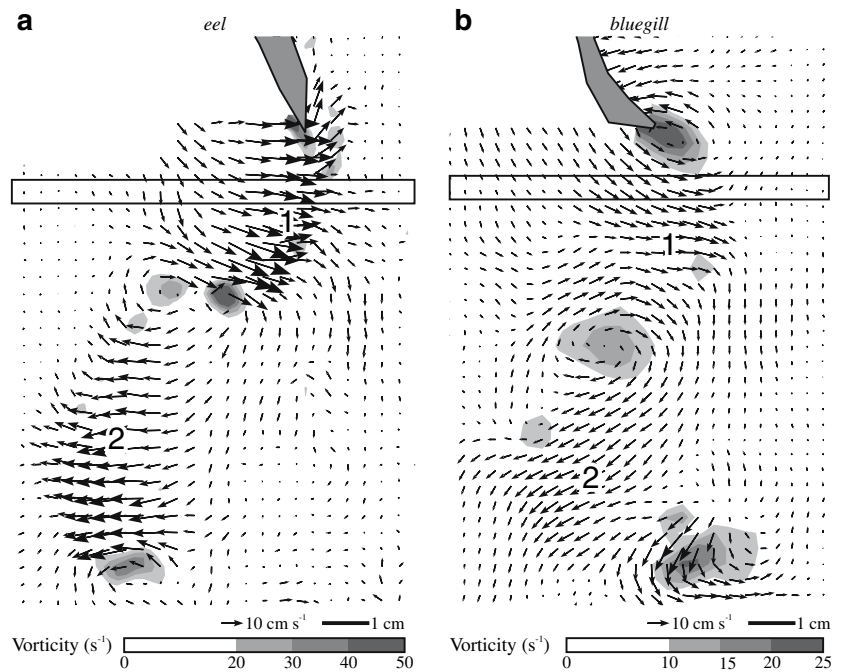 a eel
1
2
10 cm s⁻¹ 1 cm
Vorticity (s⁻¹)
0 20 30 40 50
b bluegill
1
2
10 cm s⁻¹ 1 cm
Vorticity (s⁻¹)
0 10 15 20 25